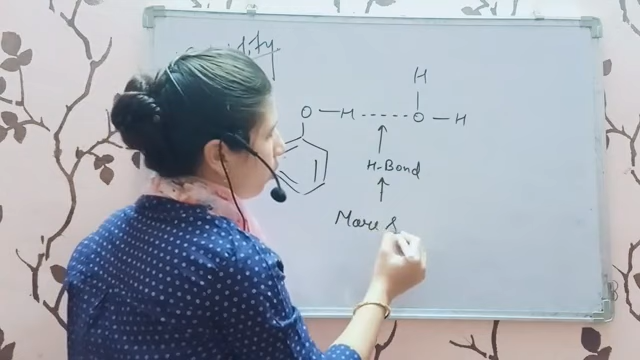 H
O — H ----- O — H
H-Bond
More